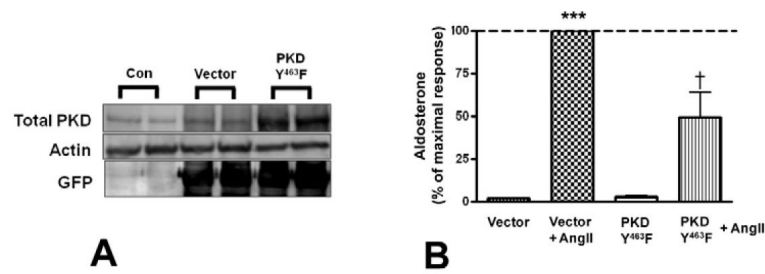 Con Vector PKD Y⁴⁶³F
Total PKD
Actin
GFP
A
Aldosterone
(% of maximal response)
100
75
50
25
0
***
†
Vector Vector + AngII PKD Y⁴⁶³F PKD Y⁴⁶³F + AngII
B